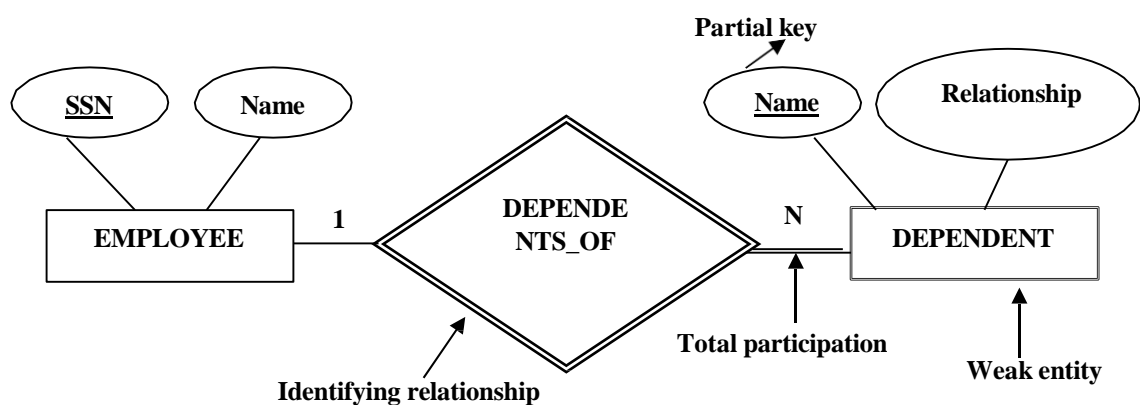 Partial key
SSN
Name
Name
Relationship
EMPLOYEE
1
DEPENDE
NTS_OF
N
DEPENDENT
Total participation
Weak entity
Identifying relationship